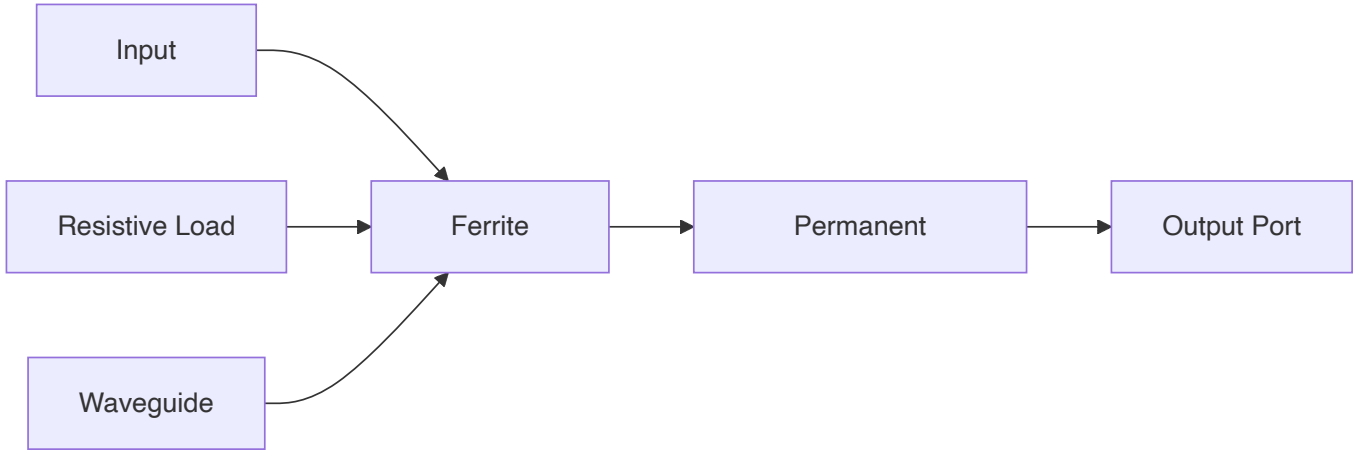 Input
Resistive Load
Ferrite
Permanent
Output Port
Waveguide